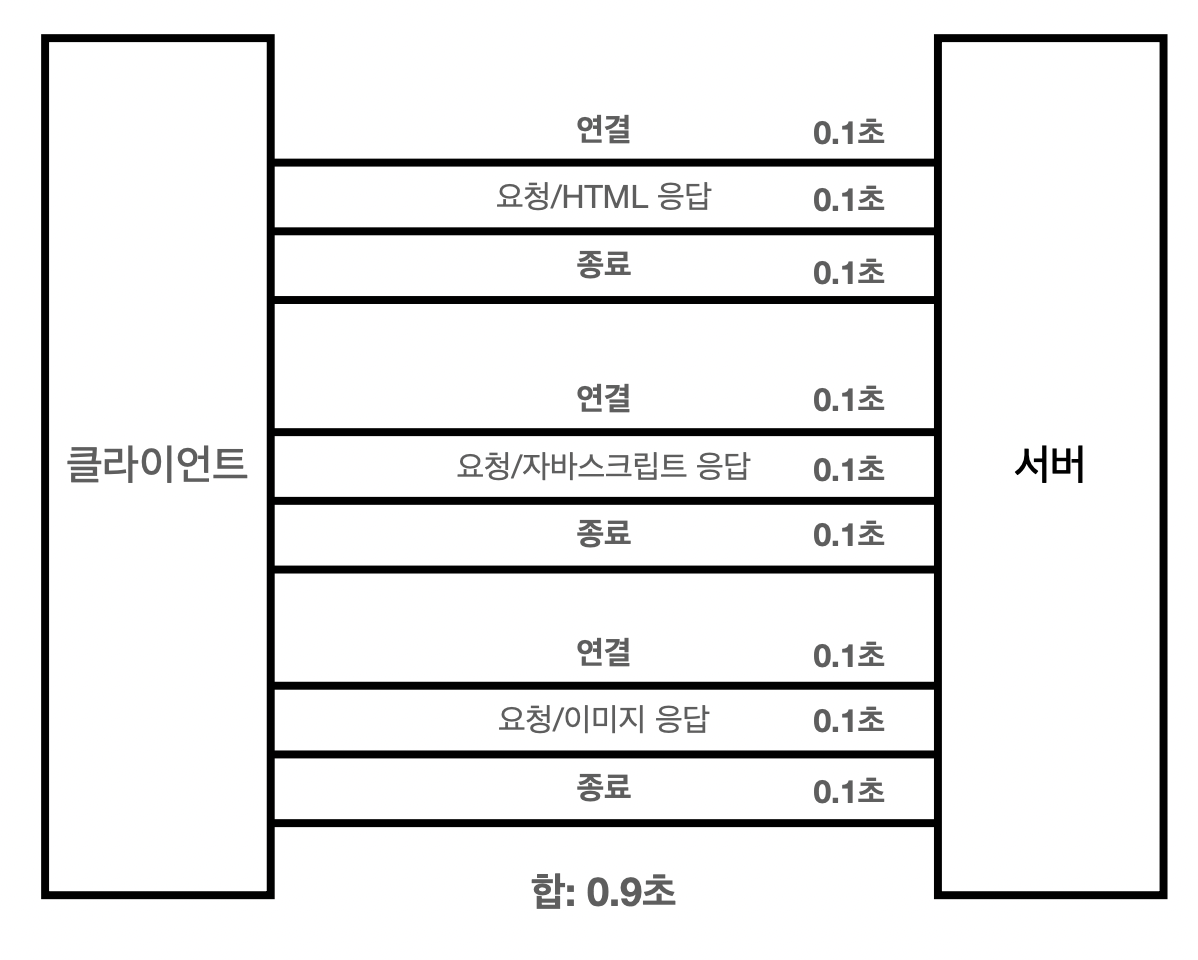 연결 0.1초
요청/HTML 응답 0.1초
종료 0.1초
연결 0.1초
클라이언트
요청/자바스크립트 응답 0.1초
서버
종료 0.1초
연결 0.1초
요청/이미지 응답 0.1초
종료 0.1초
합: 0.9초